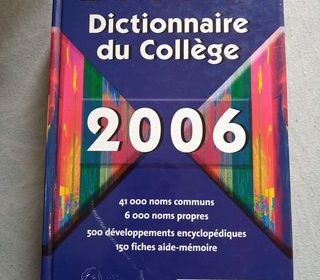 Dictionnaire
du Collège
2006
41 000 noms communs
6 000 noms propres
500 développements encyclopédiques
150 fiches aide-mémoire